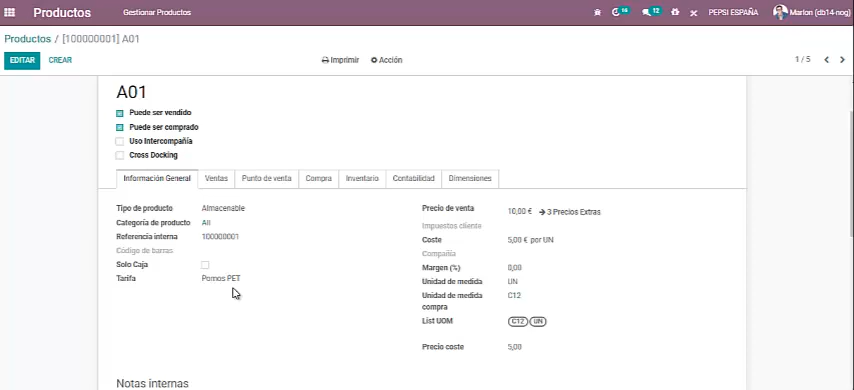 Productos Gestionar Productos 16 12 PEPSI ESPAÑA Marlon (db14-nog)
Productos / [100000001] A01
EDITAR CREAR Imprimir Acción 1 / 5
A01
Puede ser vendido
Puede ser comprado
Uso Intercompañía
Cross Docking
Información General Ventas Punto de venta Compra Inventario Contabilidad Dimensiones
Tipo de producto Almacenable
Categoría de producto All
Referencia interna 100000001
Código de barras
Solo Caja
Tarifa Pomos PET
Precio de venta 10,00 € 3 Precios Extras
Impuestos cliente
Coste 5,00 € por UN
Compañía
Margen (%) 0,00
Unidad de medida UN
Unidad de medida compra C12
List UOM C12 UN
Precio coste 5,00
Notas internas